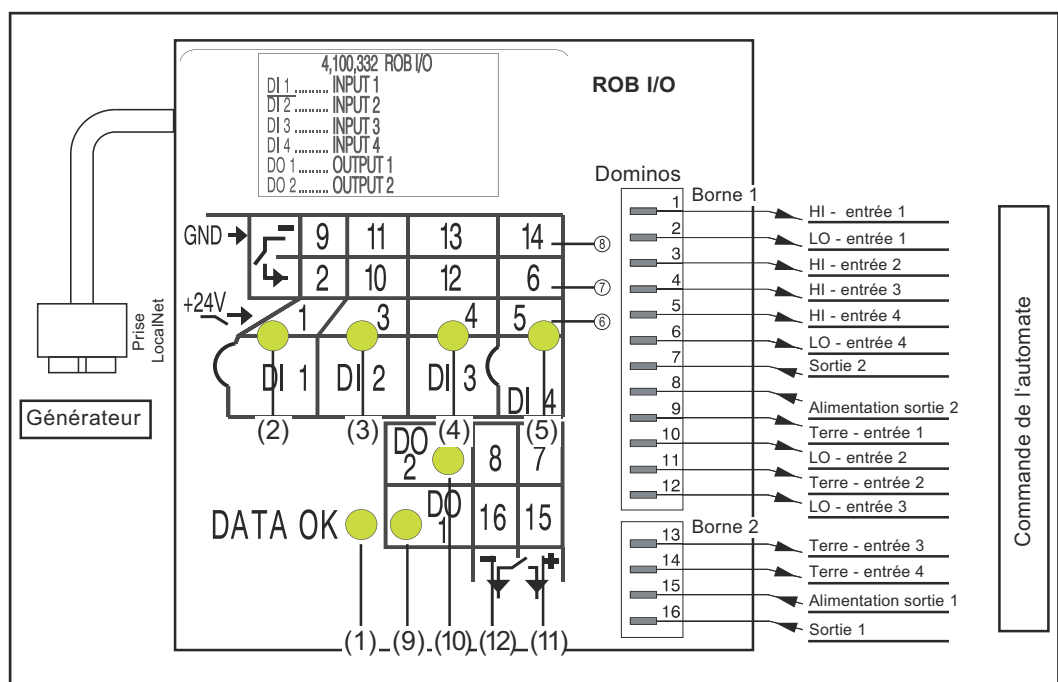 4,100,332 ROB I/O
DI 1 ......... INPUT 1
DI 2 ......... INPUT 2
DI 3 ......... INPUT 3
DI 4 ......... INPUT 4
DO 1 ......... OUTPUT 1
DO 2 ......... OUTPUT 2
ROB I/O
Prise
LocalNet
Générateur
GND
9 11 13 14
8
2 10 12 6
7
+24V
1 3 4 5
6
DI 1 DI 2 DI 3 DI 4
(2) (3) (4) (5)
DO 2
8 7
DATA OK
DO 1
16 15
- +
(1) (9) (10) (12) (11)
Dominos
Borne 1
1 HI - entrée 1
2 LO - entrée 1
3 HI - entrée 2
4 HI - entrée 3
5 HI - entrée 4
6 LO - entrée 4
7 Sortie 2
8 Alimentation sortie 2
9 Terre - entrée 1
10 LO - entrée 2
11 Terre - entrée 2
12 LO - entrée 3
Borne 2
13 Terre - entrée 3
14 Terre - entrée 4
15 Alimentation sortie 1
16 Sortie 1
Commande de l'automate